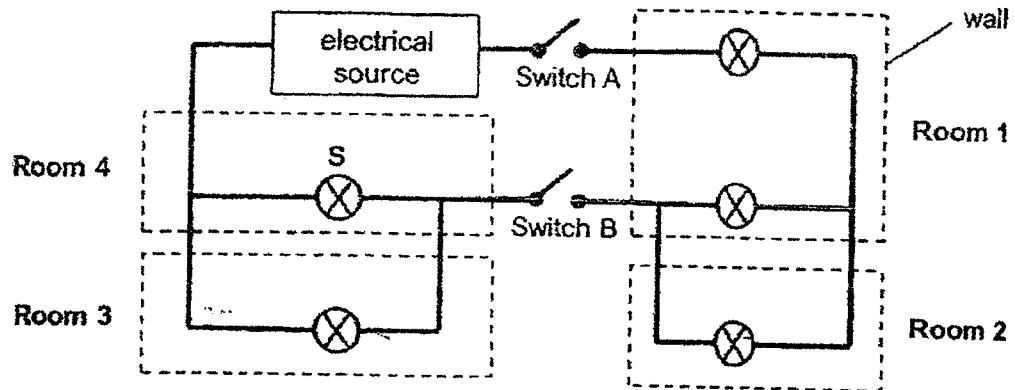 electrical
source
Switch A
wall
Room 1
Room 4
S
Switch B
Room 3
Room 2